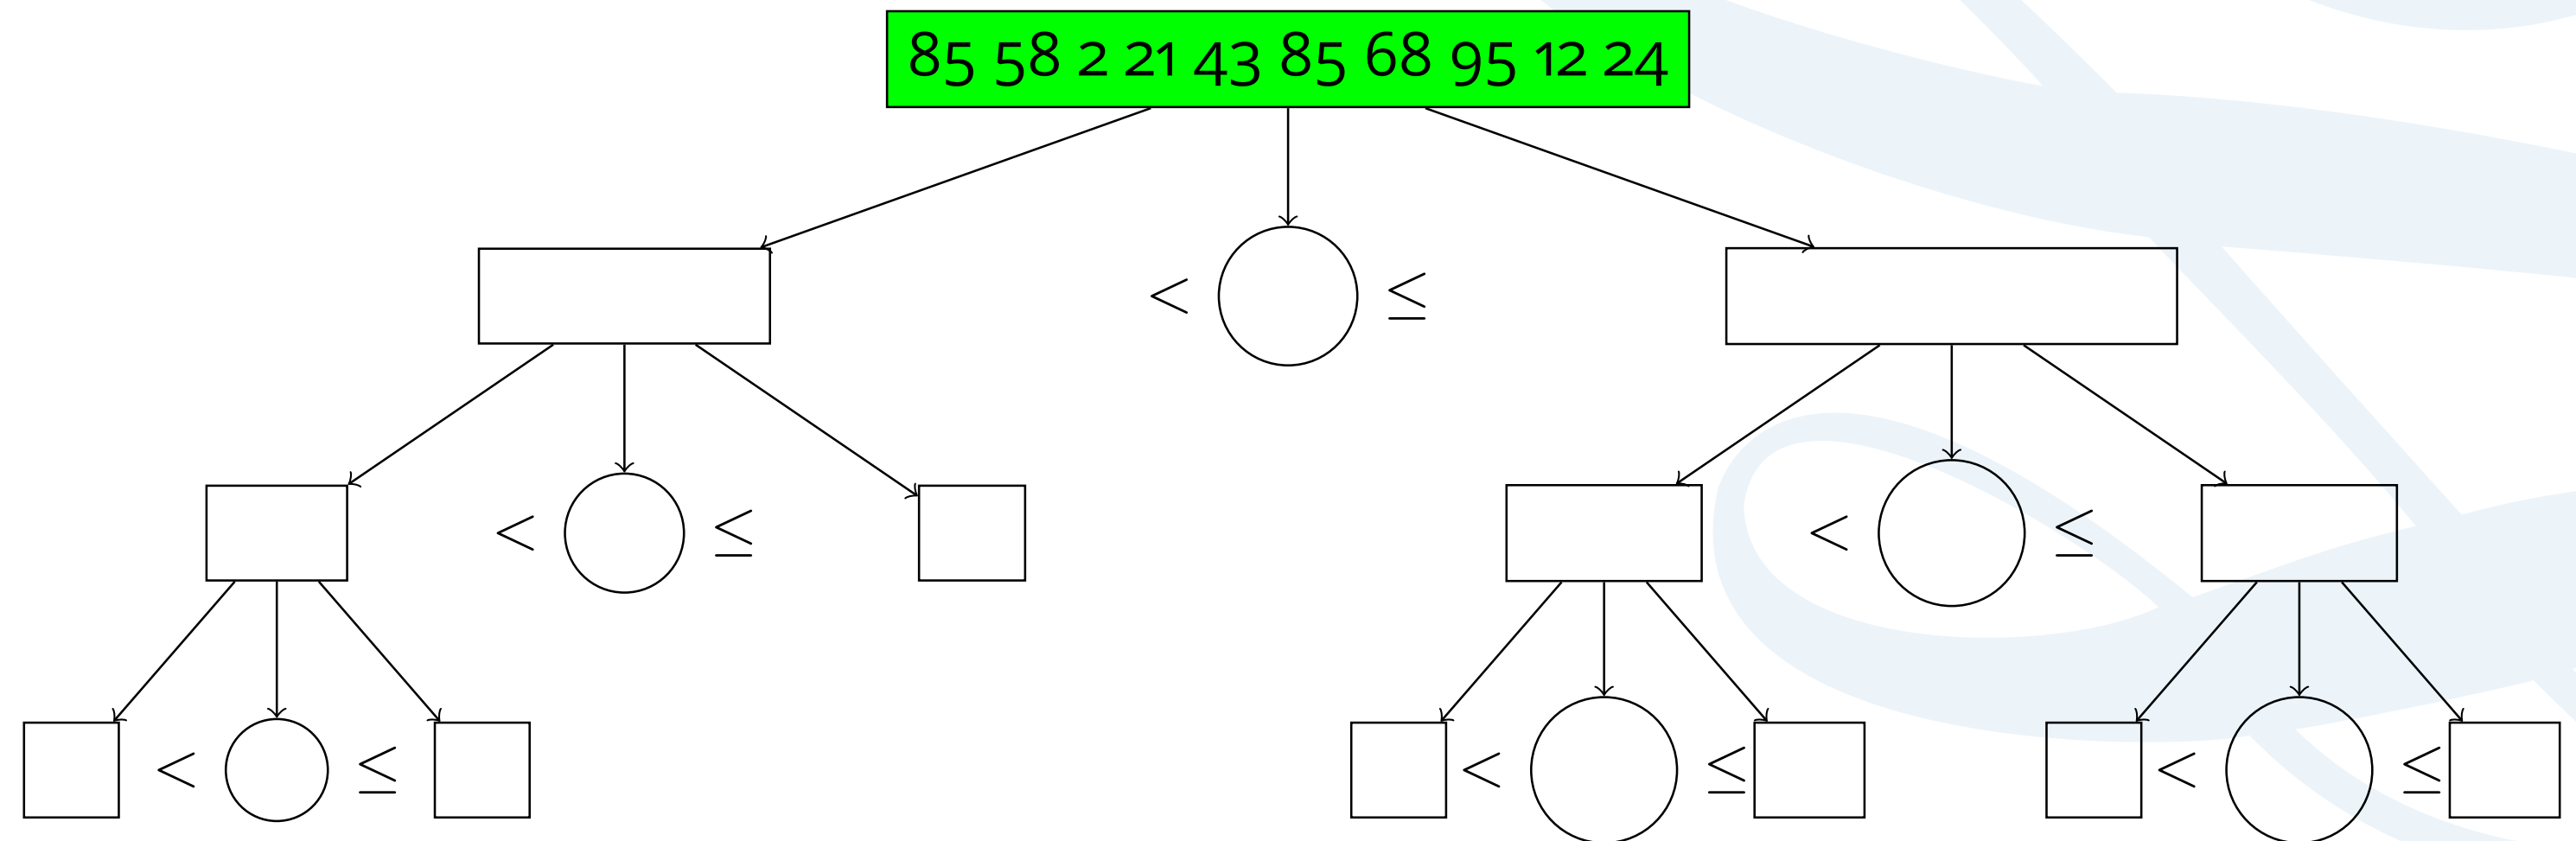 85 58 2 21 43 85 68 95 12 24
< ≤
< ≤ < ≤
< ≤ < ≤ < ≤